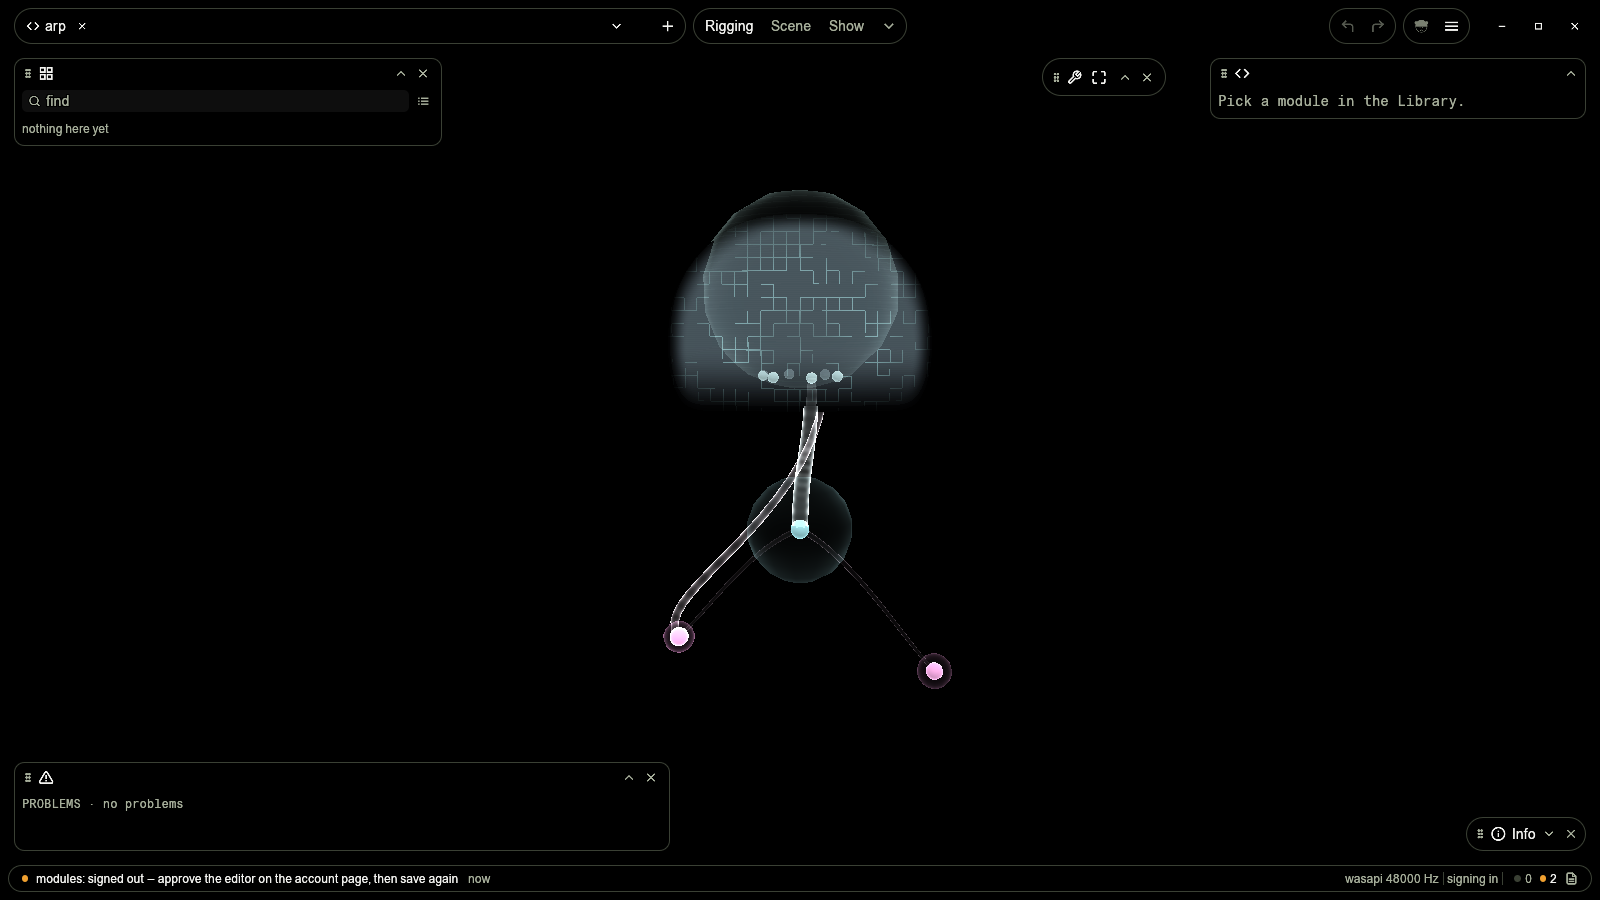 arp
Rigging Scene Show
find
nothing here yet
Pick a module in the Library.
PROBLEMS · no problems
Info
modules: signed out – approve the editor on the account page, then save again now
wasapi 48000 Hz signing in 0 2